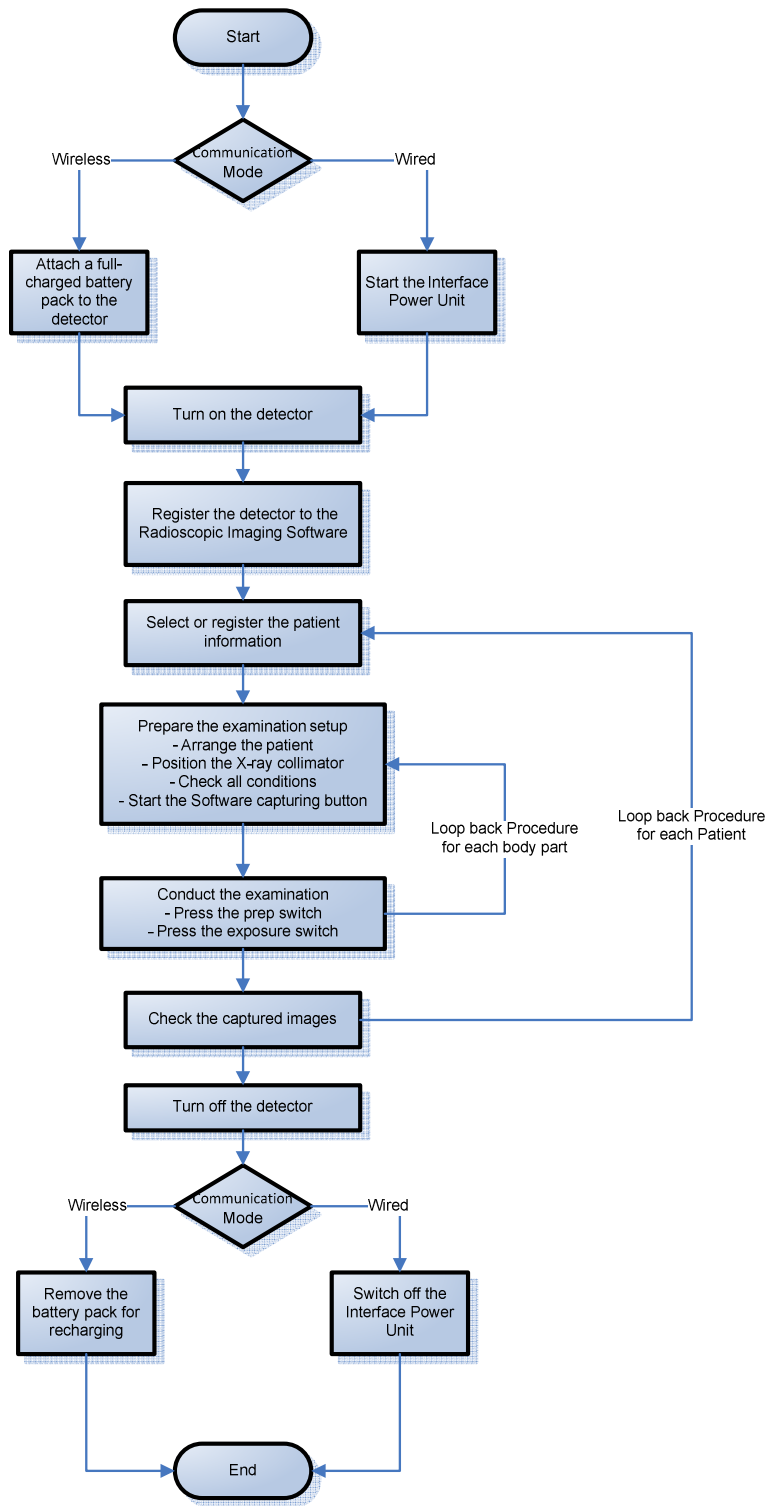 Start
Communication
Mode
Wireless
Wired
Attach a full-
charged battery
pack to the
detector
Start the Interface
Power Unit
Turn on the detector
Register the detector to the
Radioscopic Imaging Software
Select or register the patient
information
Prepare the examination setup
- Arrange the patient
- Position the X-ray collimator
- Check all conditions
- Start the Software capturing button
Loop back Procedure
for each body part
Loop back Procedure
for each Patient
Conduct the examination
- Press the prep switch
- Press the exposure switch
Check the captured images
Turn off the detector
Communication
Mode
Wireless
Wired
Remove the
battery pack for
recharging
Switch off the
Interface Power
Unit
End